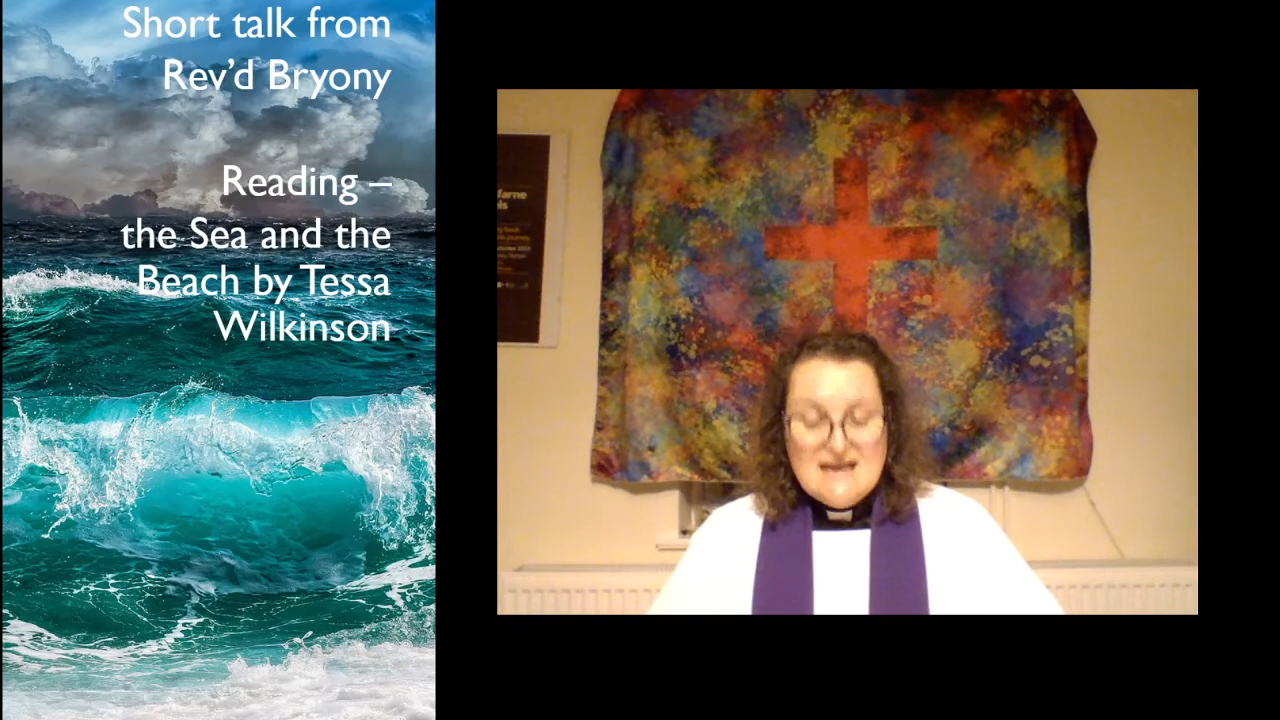 Short talk from
Rev’d Bryony
Reading –
the Sea and the
Beach by Tessa
Wilkinson